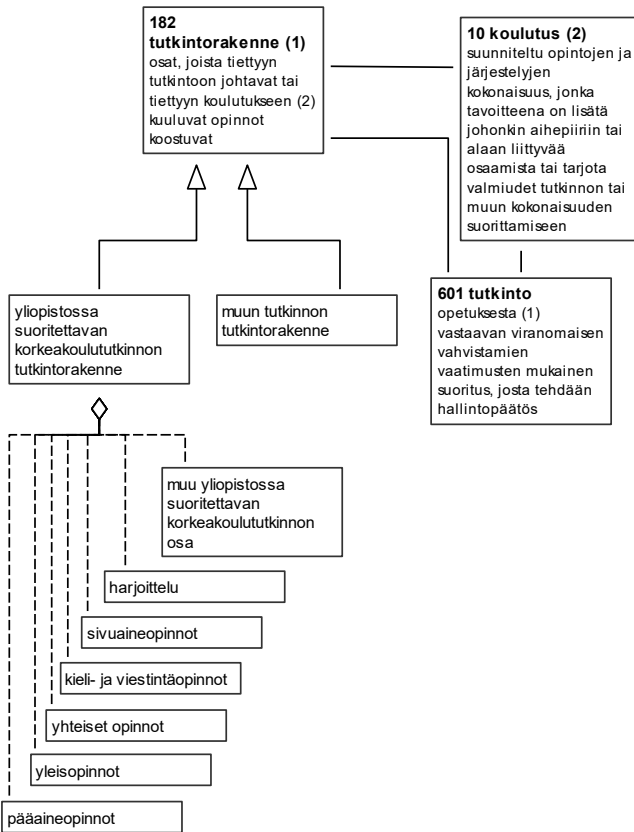 182
tutkintorakenne (1)
osat, joista tiettyyn
tutkintoon johtavat tai
tiettyyn koulutukseen (2)
kuuluvat opinnot
koostuvat
10 koulutus (2)
suunniteltu opintojen ja
järjestelyjen
kokonaisuus, jonka
tavoitteena on lisätä
johonkin aihepiiriin tai
alaan liittyvää
osaamista tai tarjota
valmiudet tutkinnon tai
muun kokonaisuuden
suorittamiseen
yliopistossa
suoritettavan
korkeakoulututkinnon
tutkintorakenne
muun tutkinnon
tutkintorakenne
601 tutkinto
opetuksesta (1)
vastaavan viranomaisen
vahvistamien
vaatimusten mukainen
suoritus, josta tehdään
hallintopäätös
muu yliopistossa
suoritettavan
korkeakoulututkinnon
osa
harjoittelu
sivuaineopinnot
kieli- ja viestintäopinnot
yhteiset opinnot
yleisopinnot
pääaineopinnot